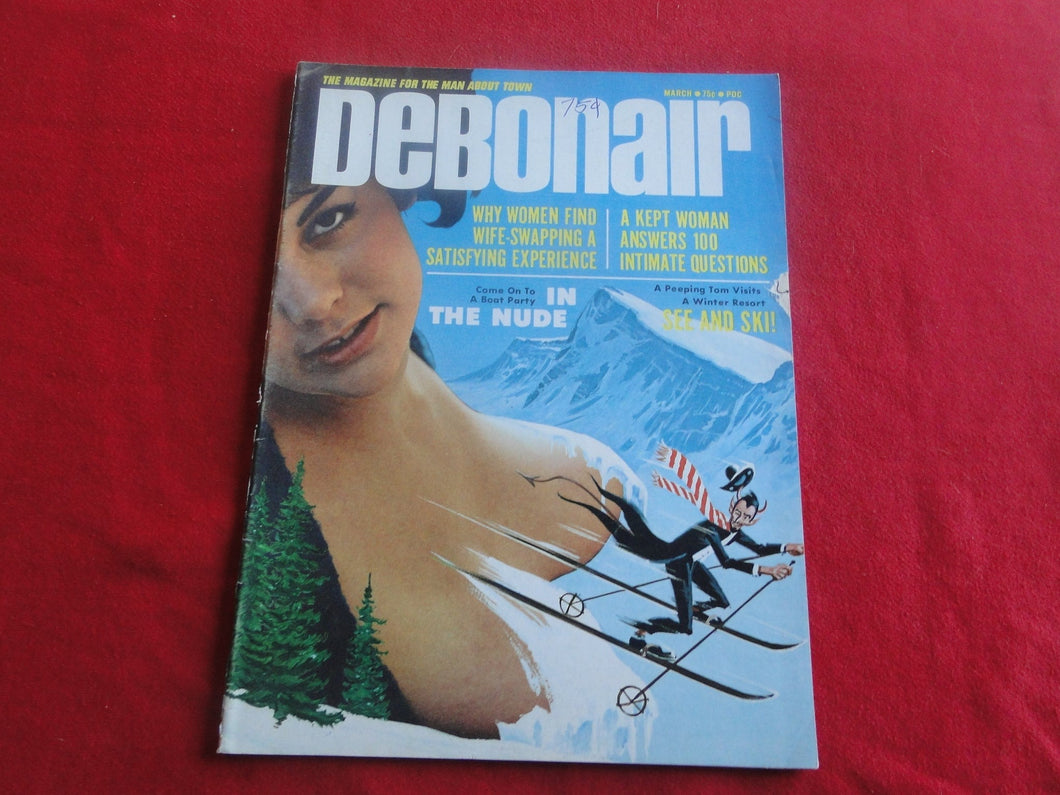 THE MAGAZINE FOR THE MAN ABOUT TOWN
MARCH ● 75¢ ● PDC
DEBONAIR
75¢
WHY WOMEN FIND
WIFE-SWAPPING A
SATISFYING EXPERIENCE
A KEPT WOMAN
ANSWERS 100
INTIMATE QUESTIONS
Come On To
A Boat Party IN
THE NUDE
A Peeping Tom Visits
A Winter Resort
SEE AND SKI!